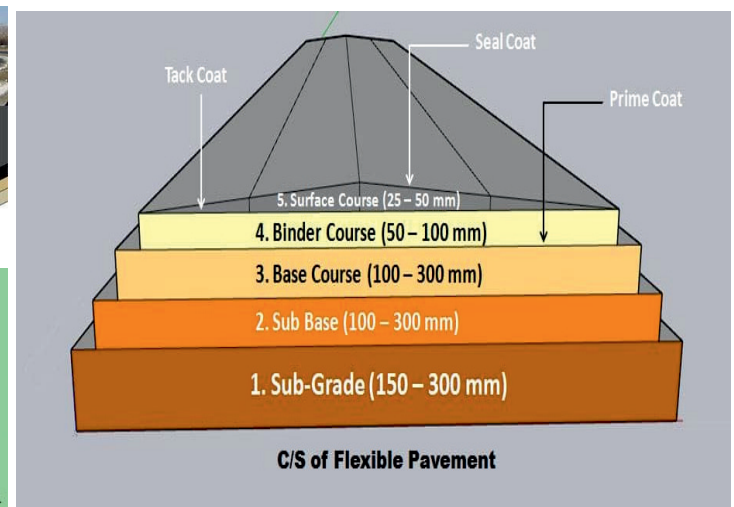 Seal Coat
Tack Coat
Prime Coat
5. Surface Course (25 – 50 mm)
4. Binder Course (50 – 100 mm)
3. Base Course (100 – 300 mm)
2. Sub Base (100 – 300 mm)
1. Sub-Grade (150 – 300 mm)
C/S of Flexible Pavement